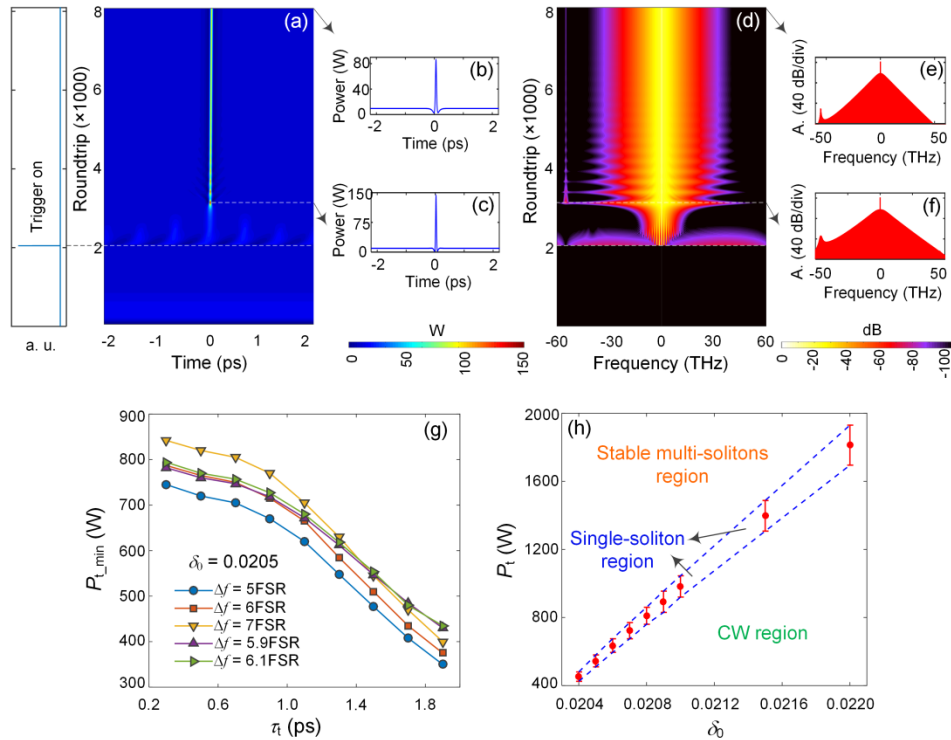 Trigger on
a. u.
(a)
Roundtrip (×1000)
8
6
4
2
-2
-1
0
1
2
Time (ps)
W
0
50
100
150
(b)
Power (W)
80
40
0
-2
0
2
Time (ps)
(c)
Power (W)
150
75
0
-2
0
2
Time (ps)
(d)
Roundtrip (×1000)
8
6
4
2
-60
-30
0
30
60
Frequency (THz)
dB
0
-20
-40
-60
-80
-100
(e)
A. (40 dB/div)
-50
0
50
Frequency (THz)
(f)
A. (40 dB/div)
-50
0
50
Frequency (THz)
(g)
P_t_min (W)
900
800
700
600
500
400
300
δ₀ = 0.0205
Δf = 5FSR
Δf = 6FSR
Δf = 7FSR
Δf = 5.9FSR
Δf = 6.1FSR
0.2
0.6
1.0
1.4
1.8
τₜ (ps)
(h)
Pₜ (W)
2000
1600
1200
800
400
Stable multi-solitons
region
Single-soliton
region
CW region
0.0204
0.0208
0.0212
0.0216
0.0220
δ₀